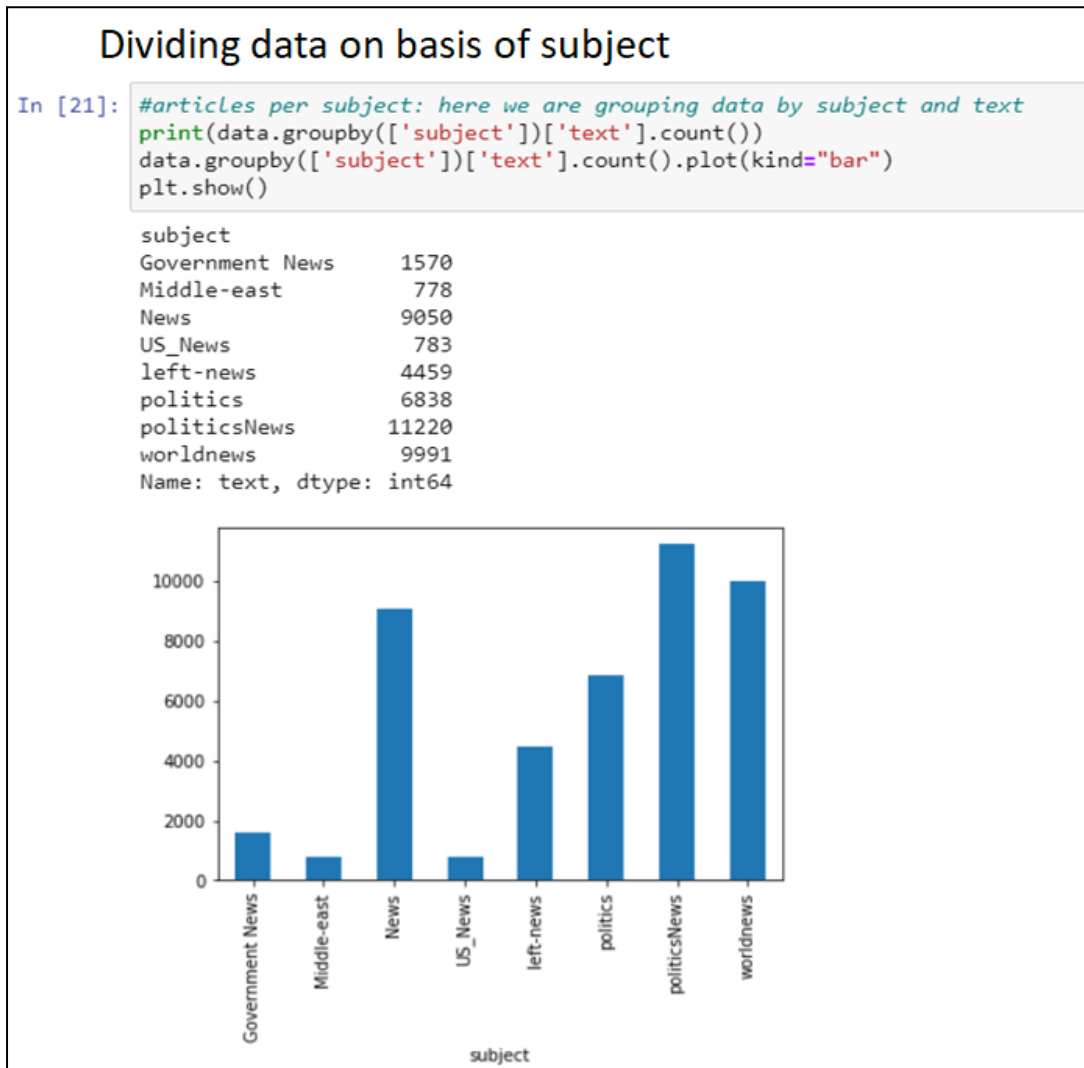 Dividing data on basis of subject
In [21]: #articles per subject: here we are grouping data by subject and text
print(data.groupby(['subject'])['text'].count())
data.groupby(['subject'])['text'].count().plot(kind="bar")
plt.show()
subject
Government News 1570
Middle-east 778
News 9050
US_News 783
left-news 4459
politics 6838
politicsNews 11220
worldnews 9991
Name: text, dtype: int64
10000
8000
6000
4000
2000
0
Government News
Middle-east
News
US_News
left-news
politics
politicsNews
worldnews
subject